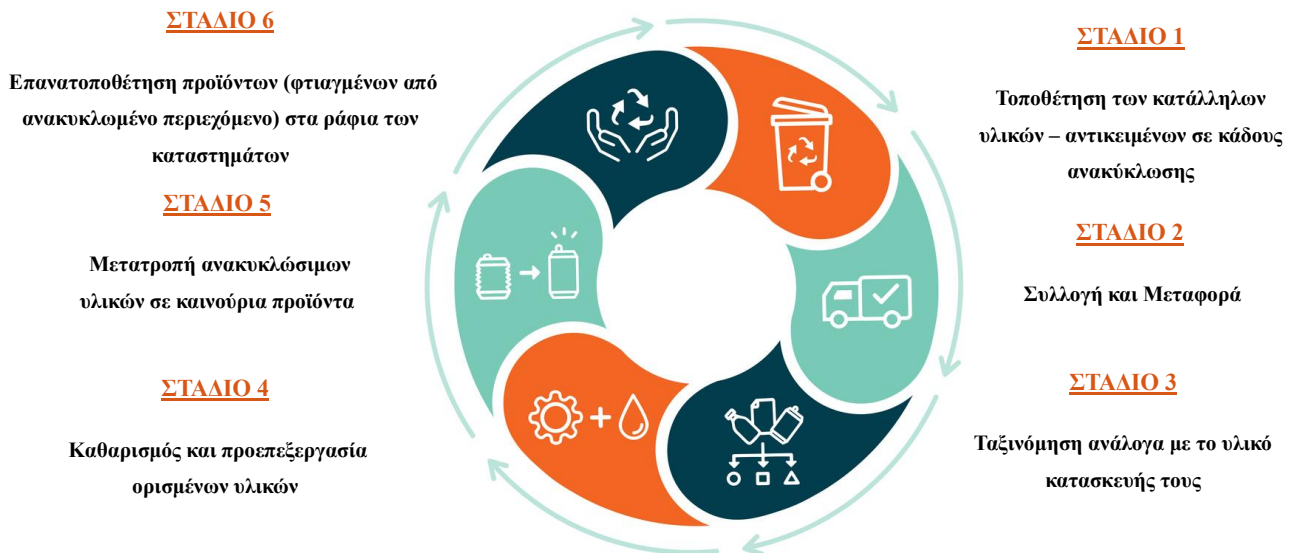 ΣΤΑΔΙΟ 1
Τοποθέτηση των κατάλληλων
υλικών – αντικειμένων σε κάδους
ανακύκλωσης
ΣΤΑΔΙΟ 2
Συλλογή και Μεταφορά
ΣΤΑΔΙΟ 3
Ταξινόμηση ανάλογα με το υλικό
κατασκευής τους
ΣΤΑΔΙΟ 4
Καθαρισμός και προεπεξεργασία
ορισμένων υλικών
ΣΤΑΔΙΟ 5
Μετατροπή ανακυκλώσιμων
υλικών σε καινούρια προϊόντα
ΣΤΑΔΙΟ 6
Επανατοποθέτηση προϊόντων (φτιαγμένων από
ανακυκλωμένο περιεχόμενο) στα ράφια των
καταστημάτων